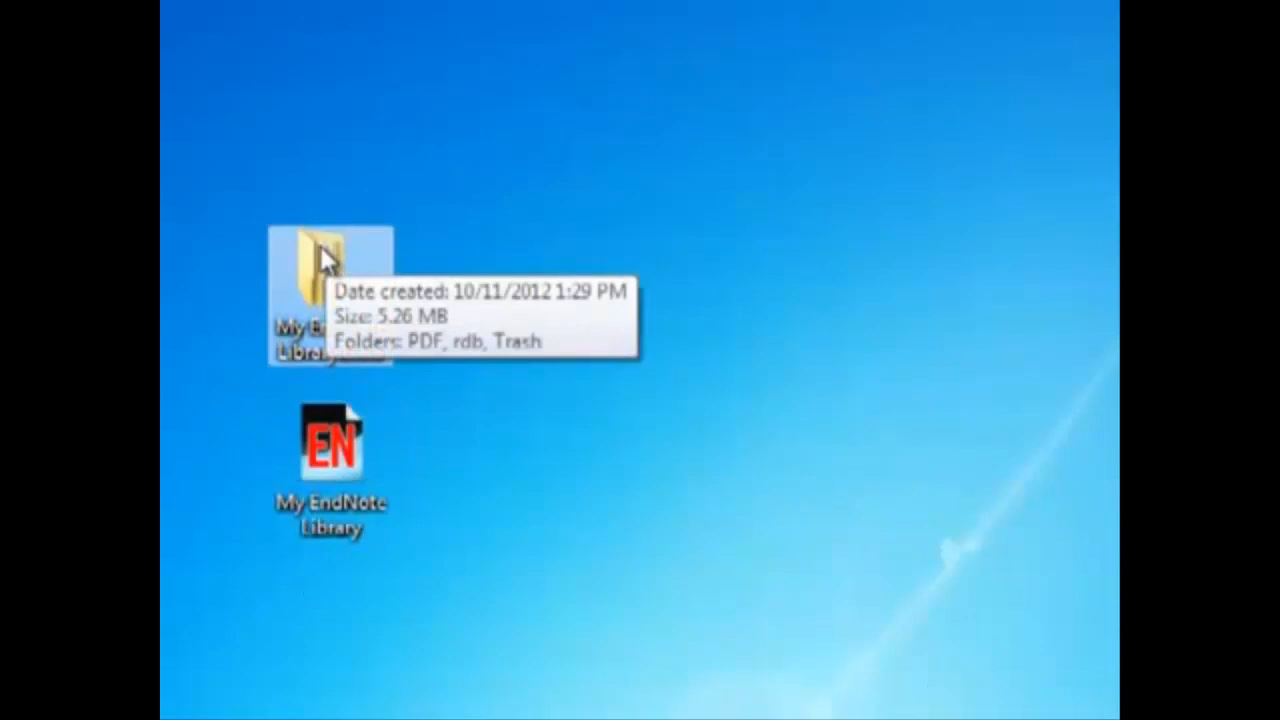 Date created: 10/11/2012 1:29 PM
Size: 5.26 MB
Folders: PDF, rdb, Trash
My
EN
My EndNote
Library